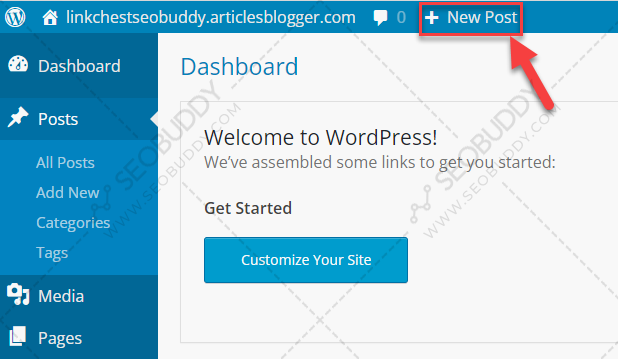 linkchestseobuddy.articlesblogger.com 0 + New Post
Dashboard
Posts
All Posts
Add New
Categories
Tags
Media
Pages
Dashboard
Welcome to WordPress!
We've assembled some links to get you started:
Get Started
Customize Your Site
SEOBUDDY
WWW.SEOBUDDY.COM
SEOBUDDY
WWW.SEOBUDDY.COM